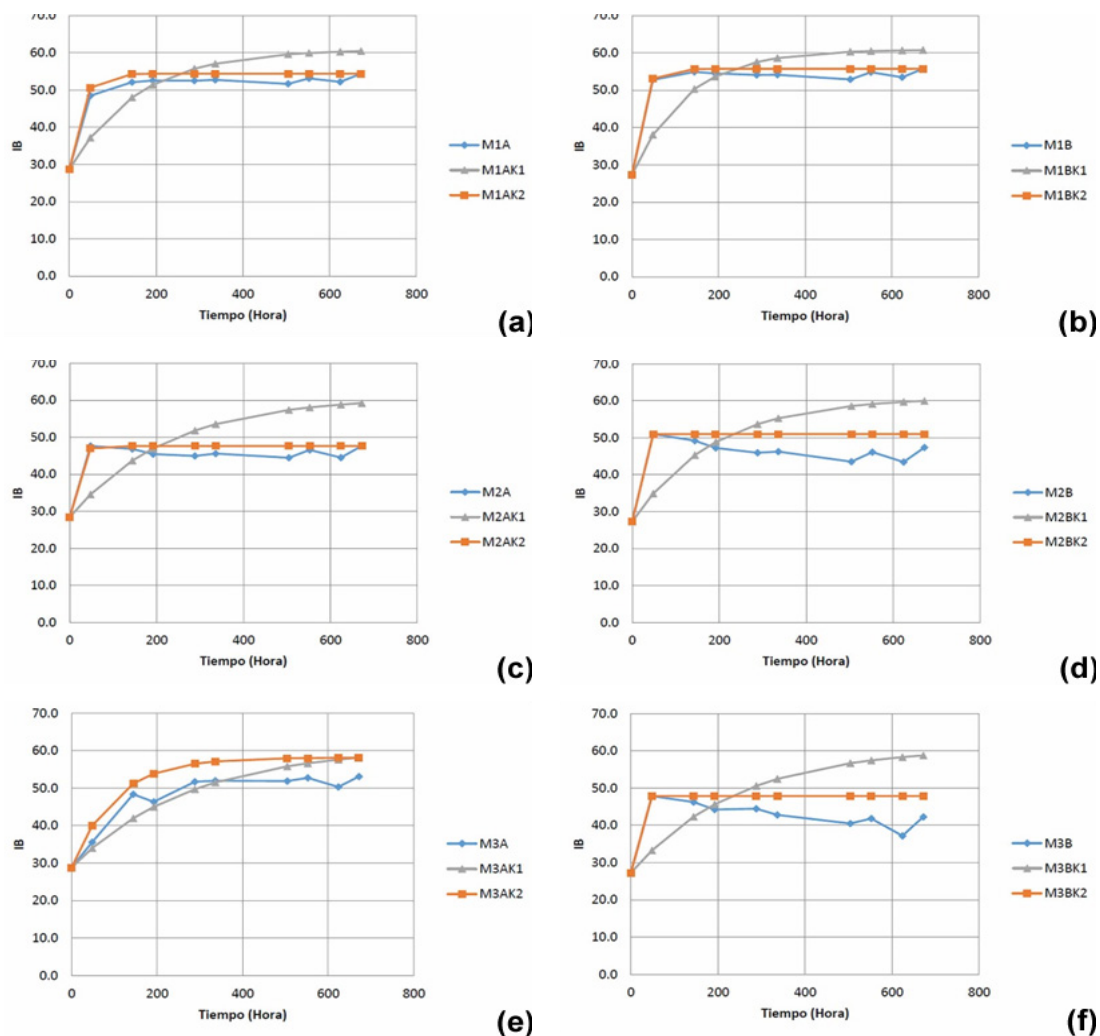 70.0
60.0
50.0
40.0
30.0
20.0
10.0
0.0
IB
0 200 400 600 800
Tiempo (Hora)
M1A
M1AK1
M1AK2
(a)
70.0
60.0
50.0
40.0
30.0
20.0
10.0
0.0
IB
0 200 400 600 800
Tiempo (Hora)
M1B
M1BK1
M1BK2
(b)
70.0
60.0
50.0
40.0
30.0
20.0
10.0
0.0
IB
0 200 400 600 800
Tiempo (Hora)
M2A
M2AK1
M2AK2
(c)
70.0
60.0
50.0
40.0
30.0
20.0
10.0
0.0
IB
0 200 400 600 800
Tiempo (Hora)
M2B
M2BK1
M2BK2
(d)
70.0
60.0
50.0
40.0
30.0
20.0
10.0
0.0
IB
0 200 400 600 800
Tiempo (Hora)
M3A
M3AK1
M3AK2
(e)
70.0
60.0
50.0
40.0
30.0
20.0
10.0
0.0
IB
0 200 400 600 800
Tiempo (Hora)
M3B
M3BK1
M3BK2
(f)